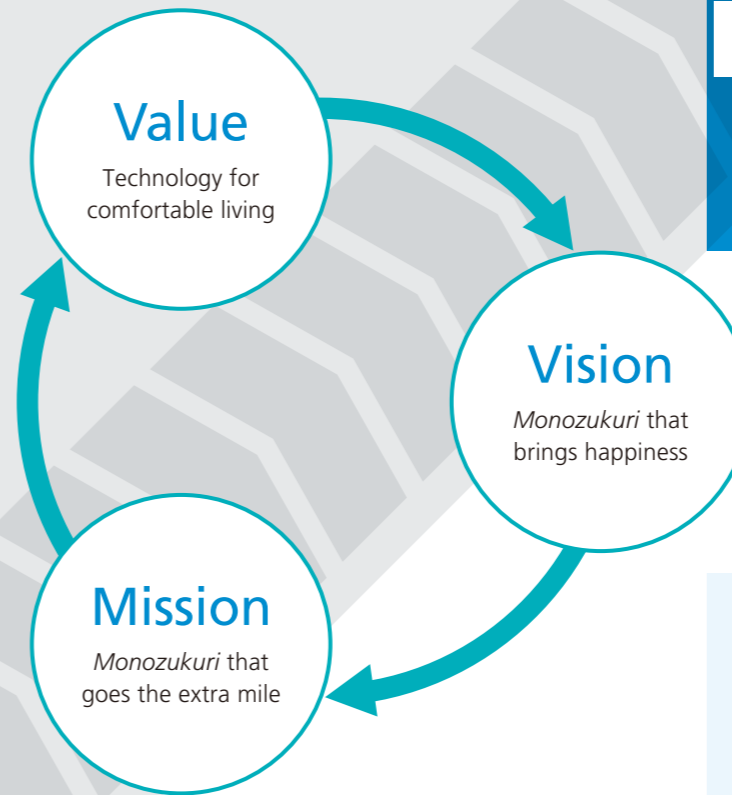 Value
Technology for
comfortable living
Vision
Monozukuri that
brings happiness
Mission
Monozukuri that
goes the extra mile